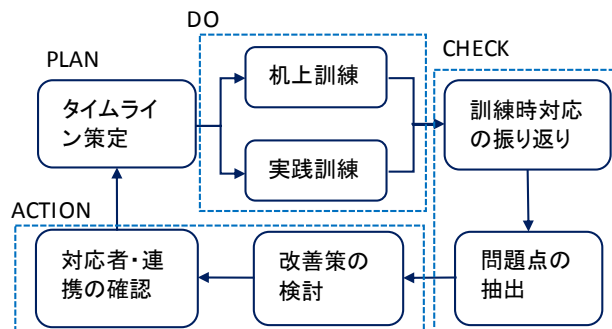 DO
PLAN
CHECK
タイムライ
ン策定
机上訓練
実践訓練
訓練時対応
の振り返り
ACTION
対応者・連
携の確認
改善策の
検討
問題点の
抽出